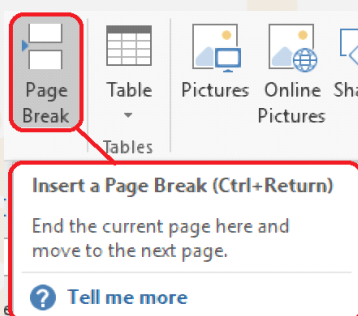 Page
Break
Table
Pictures
Online
Pictures
Sha
Tables
Insert a Page Break (Ctrl+Return)
End the current page here and
move to the next page.
? Tell me more
e